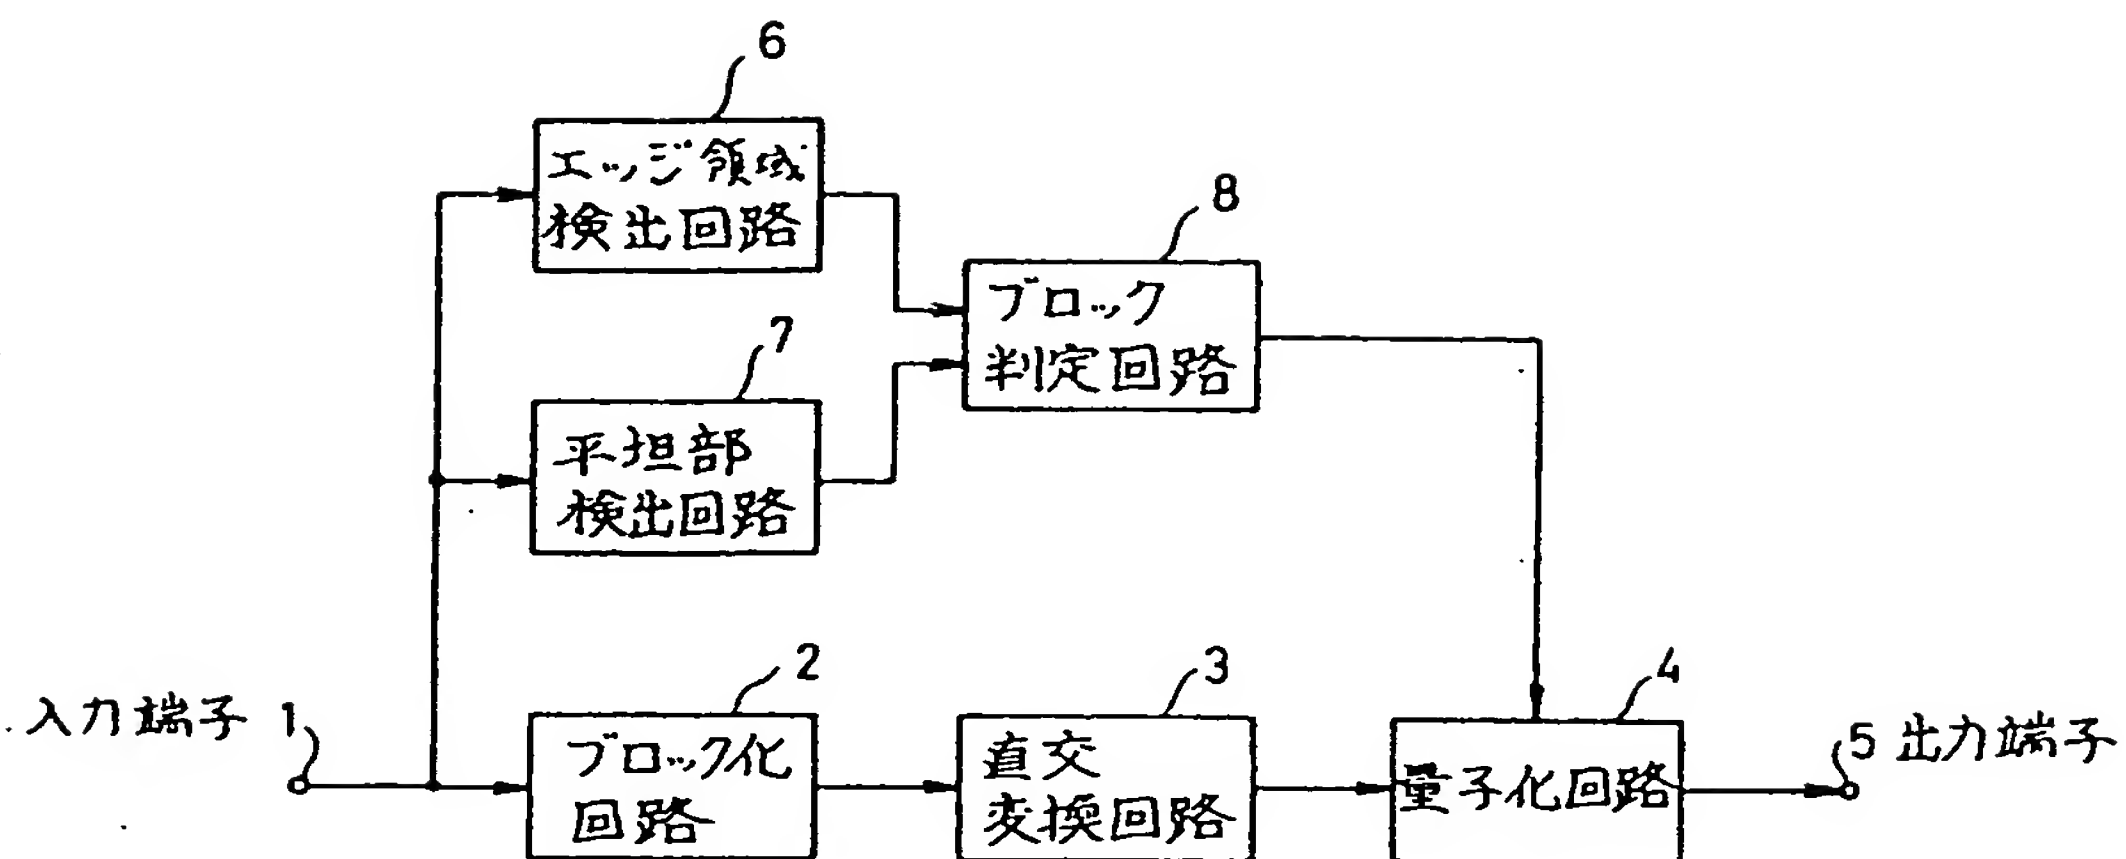 6
エッジ領域
検出回路
8
ブロック
判定回路
7
平担部
検出回路
入力端子 1
2
ブロック化
回路
3
直交
変換回路
4
量子化回路
5 出力端子